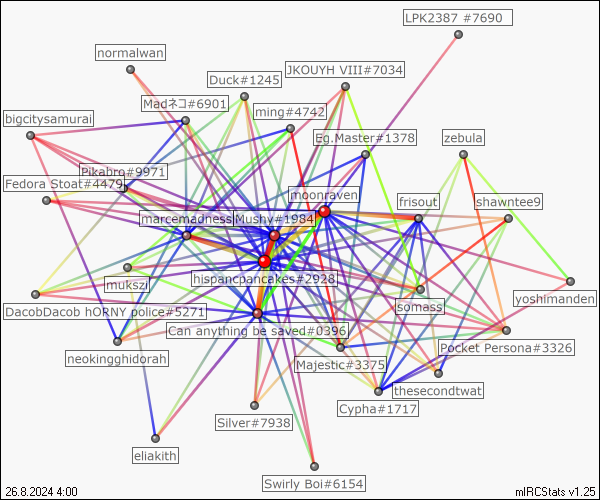 LPK2387 #7690
normalwan
Duck#1245
JKOUYH VIII#7034
Madネコ#6901
ming#4742
bigcitysamurai
Eg.Master#1378
zebula
Pikabro#9971
Fedora Stoat#4479
moonraven
frisout
shawntee9
marcemadness
Mushy#1984
mukszi
hispancpancakes#2928
isomass
yoshimanden
DacobDacob hORNY police#5271
Can anything be saved#0396
neokingghidorah
Majestic#3375
Pocket Persona#3326
thesecondtwat
Cypha#1717
Silver#7938
eliakith
Swirly Boi#6154
26.8.2024 4:00
mIRCStats v1.25